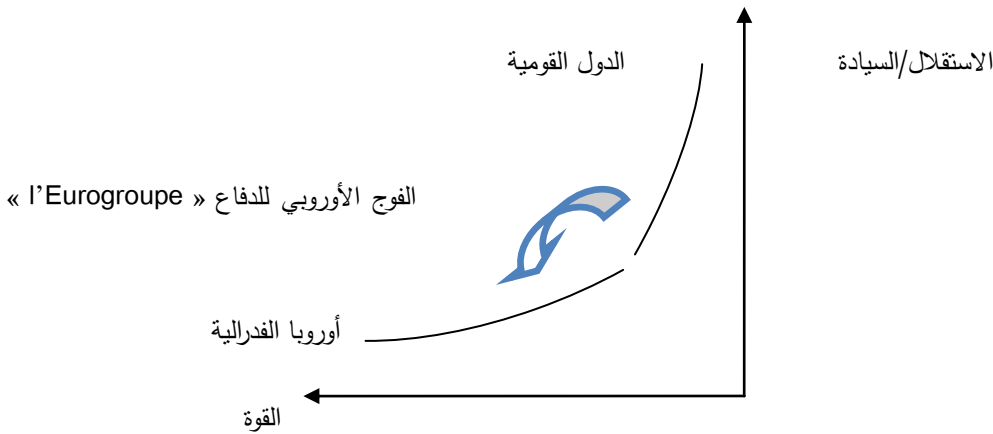 الاستقلال/السيادة
الدول القومية
الفوج الأوروبي للدفاع « l’Eurogroupe »
أوروبا الفدرالية
القوة